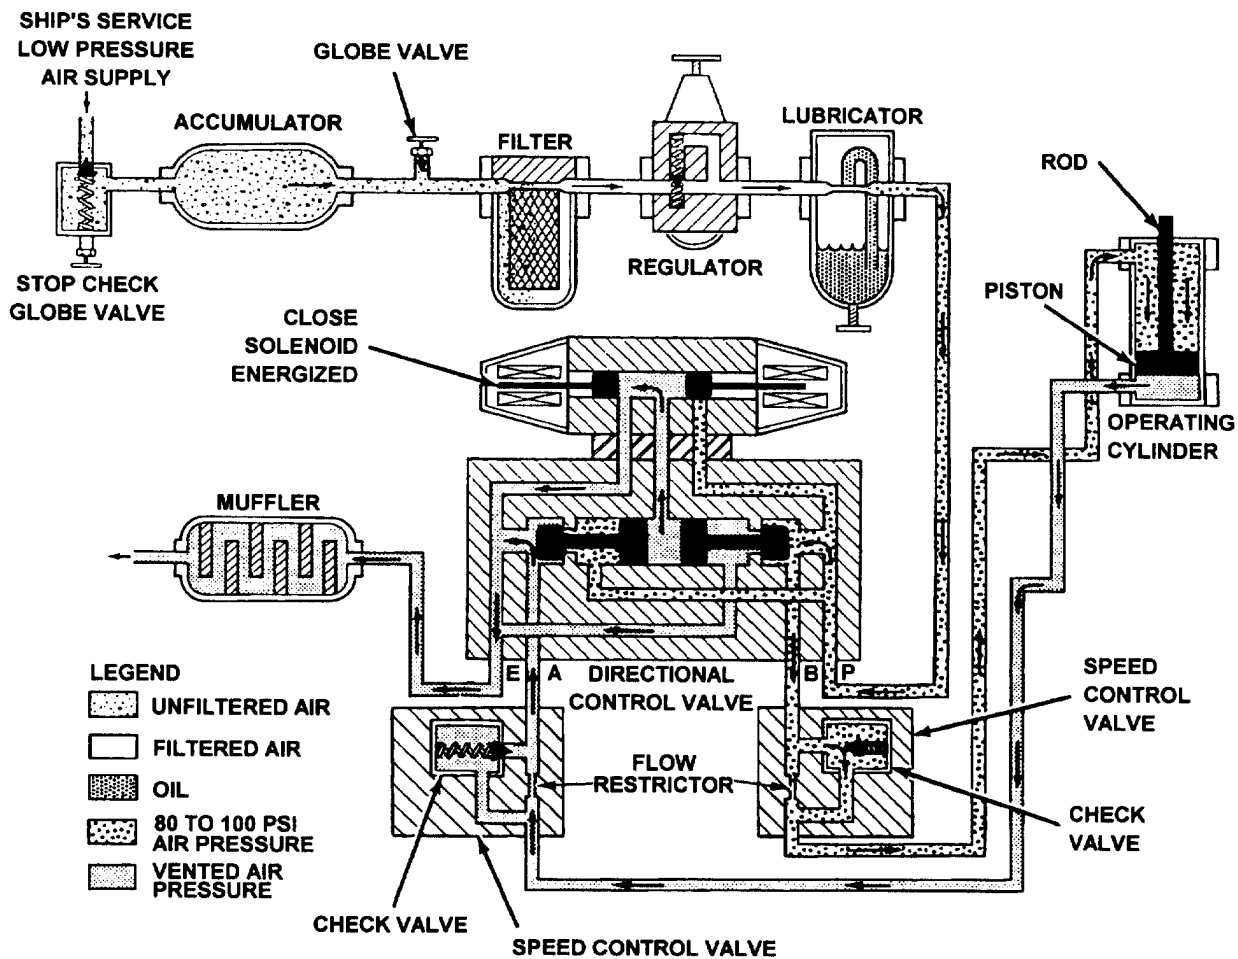 SHIP'S SERVICE
LOW PRESSURE
AIR SUPPLY
GLOBE VALVE
ACCUMULATOR
FILTER
LUBRICATOR
ROD
REGULATOR
STOP CHECK
GLOBE VALVE
PISTON
CLOSE
SOLENOID
ENERGIZED
OPERATING
CYLINDER
MUFFLER
E A DIRECTIONAL B P
CONTROL VALVE
SPEED
CONTROL
VALVE
LEGEND
UNFILTERED AIR
FILTERED AIR
OIL
80 TO 100 PSI
AIR PRESSURE
VENTED AIR
PRESSURE
FLOW
RESTRICTOR
CHECK
VALVE
CHECK VALVE
SPEED CONTROL VALVE